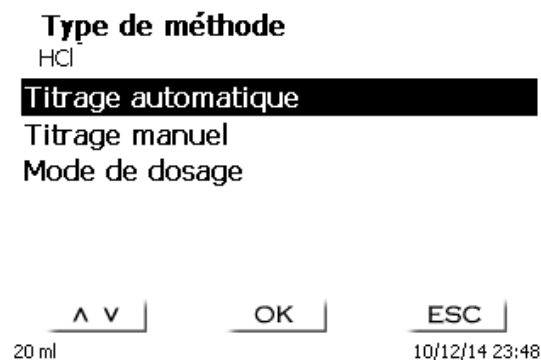 Type de méthode
HCl
Titrage automatique
Titrage manuel
Mode de dosage
∧ ∨ OK ESC
20 ml 10/12/14 23:48